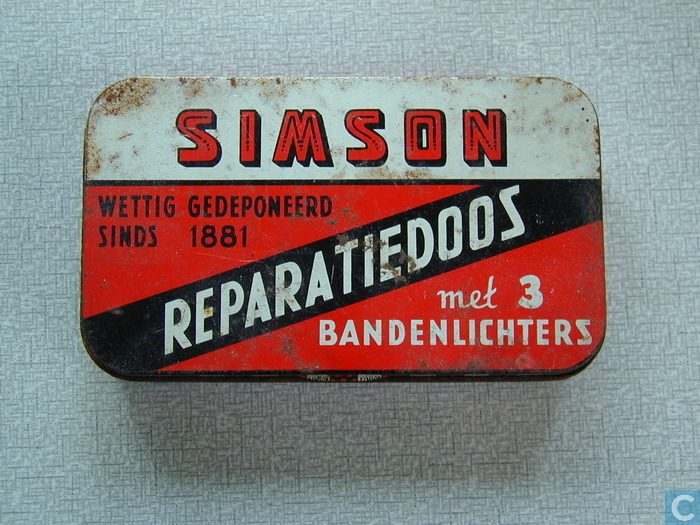 SIMSON
WETTIG GEDEPONEERD
SINDS 1881
REPARATIEDOOS
met 3
BANDENLICHTERS
C